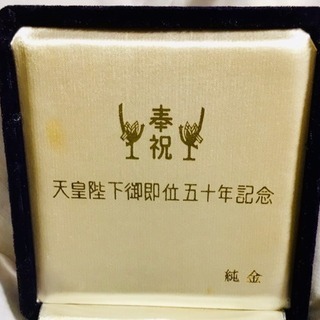 奉祝
天皇陛下御即位五十年記念
純金